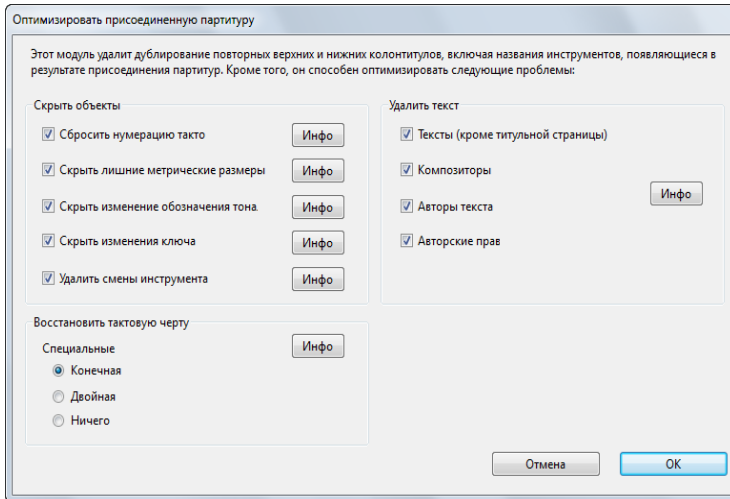 Оптимизировать присоединенную партитуру
Этот модуль удалит дублирование повторных верхних и нижних колонтитулов, включая названия инструментов, появляющиеся в
результате присоединения партитур. Кроме того, он способен оптимизировать следующие проблемы:
Скрыть объекты
Сбросить нумерацию такто
Инфо
Скрыть лишние метрические размеры
Инфо
Скрыть изменение обозначения тона
Инфо
Скрыть изменения ключа
Инфо
Удалить смены инструмента
Инфо
Удалить текст
Тексты (кроме титульной страницы)
Композиторы
Авторы текста
Авторские прав
Инфо
Восстановить тактовую черту
Специальные
Инфо
Конечная
Двойная
Ничего
Отмена
OK